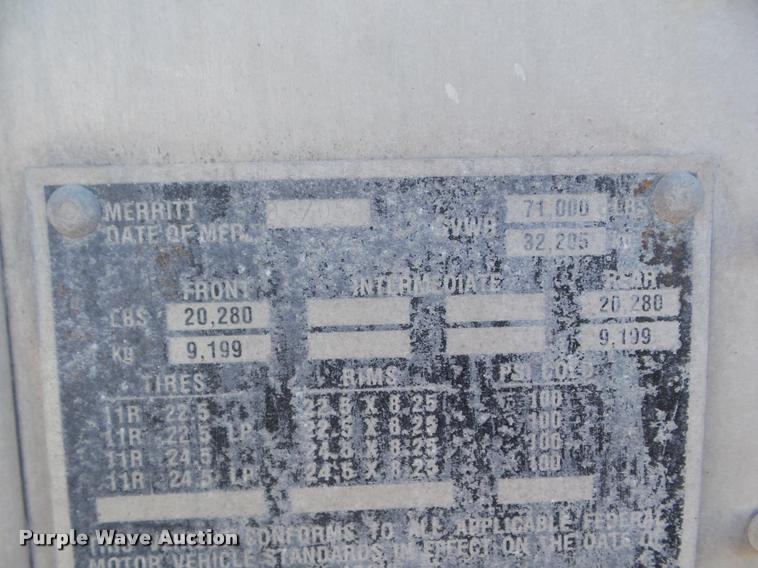 MERRITT
DATE OF MFR.
GVWR 71,000 LBS
32,205 KG
FRONT INTERMEDIATE REAR
LBS 20,280 20,280
Kg 9,199 9,199
TIRES RIMS PSI COLD
11R 22.5 22.5 X 8.25 100
11R 22.5 LP 22.5 X 8.25 100
11R 24.5 24.5 X 8.25 100
11R 24.5 LP 24.5 X 8.25 100
THIS CONFORMS TO ALL APPLICABLE FEDERAL
MOTOR VEHICLE STANDARDS IN EFFECT ON THE DATE OF
Purple Wave Auction